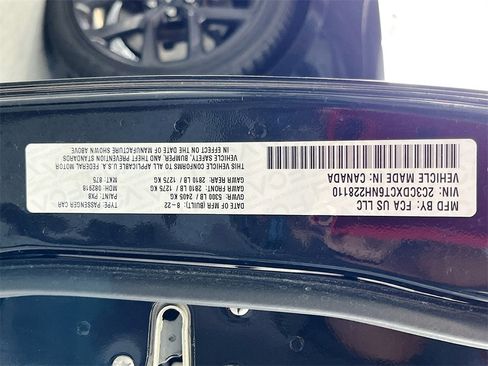 MFD BY: FCA US LLC
VIN: 2C3CDXCT6NH226110
VEHICLE MADE IN: CANADA
DATE OF MFR (BUILT): 8-22
GVWR: 5300 LB 2405 KG
GAWR FRONT: 2810 LB 1275 KG
GAWR REAR: 2810 LB 1275 KG
THIS VEHICLE CONFORMS TO ALL APPLICABLE U.S.A. FEDERAL MOTOR
VEHICLE SAFETY, BUMPER, AND THEFT PREVENTION STANDARDS
IN EFFECT ON THE DATE OF MANUFACTURE SHOWN ABOVE
TYPE: PASSENGER CAR
PAINT: PX8
MDH: 082918
MKT: 875